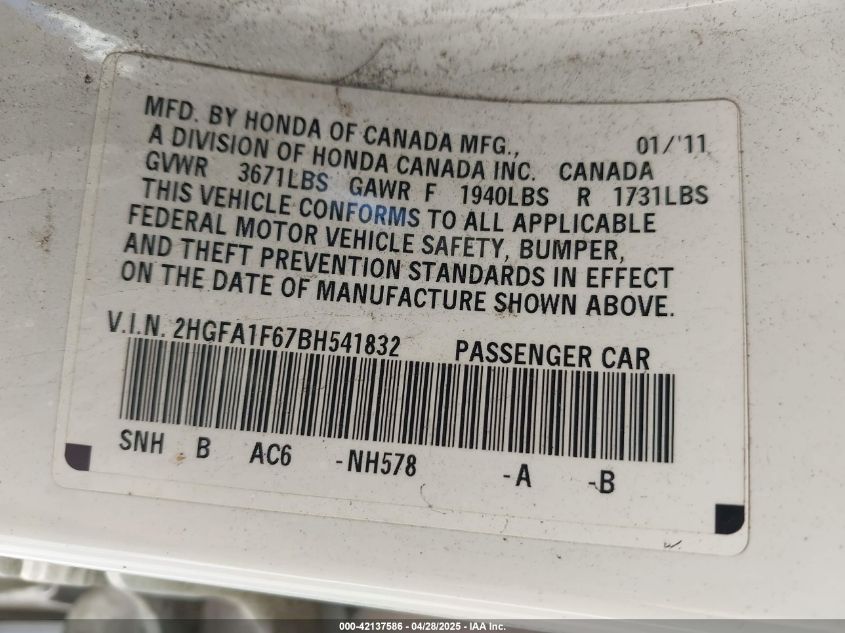 MFD. BY HONDA OF CANADA MFG., 01/'11
A DIVISION OF HONDA CANADA INC. CANADA
GVWR 3671LBS GAWR F 1940LBS R 1731LBS
THIS VEHICLE CONFORMS TO ALL APPLICABLE
FEDERAL MOTOR VEHICLE SAFETY, BUMPER,
AND THEFT PREVENTION STANDARDS IN EFFECT
ON THE DATE OF MANUFACTURE SHOWN ABOVE.
V.I.N. 2HGFA1F67BH541832 PASSENGER CAR
SNH B AC6 -NH578 -A -B
000-42137586 - 04/28/2025 - IAA Inc.